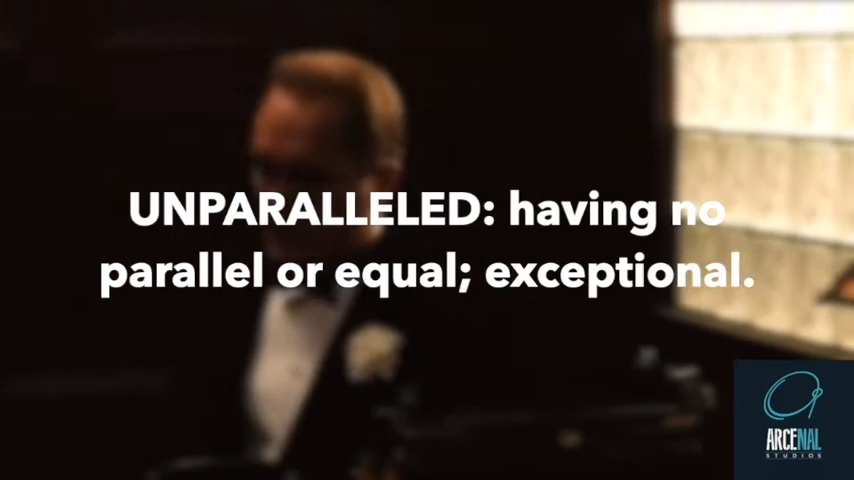 UNPARALLELED: having no
parallel or equal; exceptional.
ARCENAL
STUDIOS